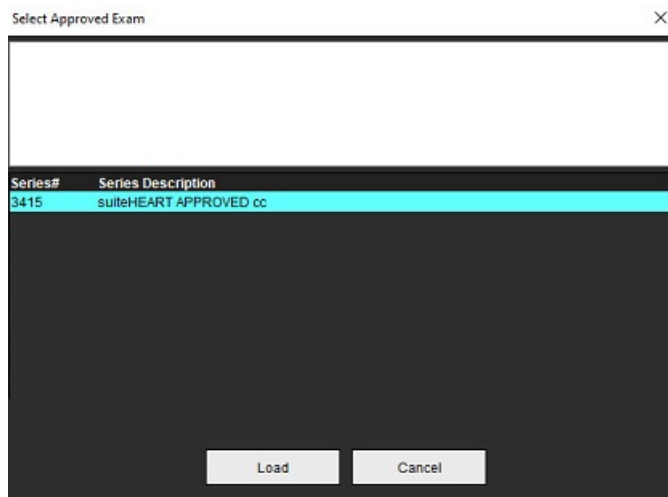 Select Approved Exam
Series# Series Description
3415 suiteHEART APPROVED cc
Load Cancel